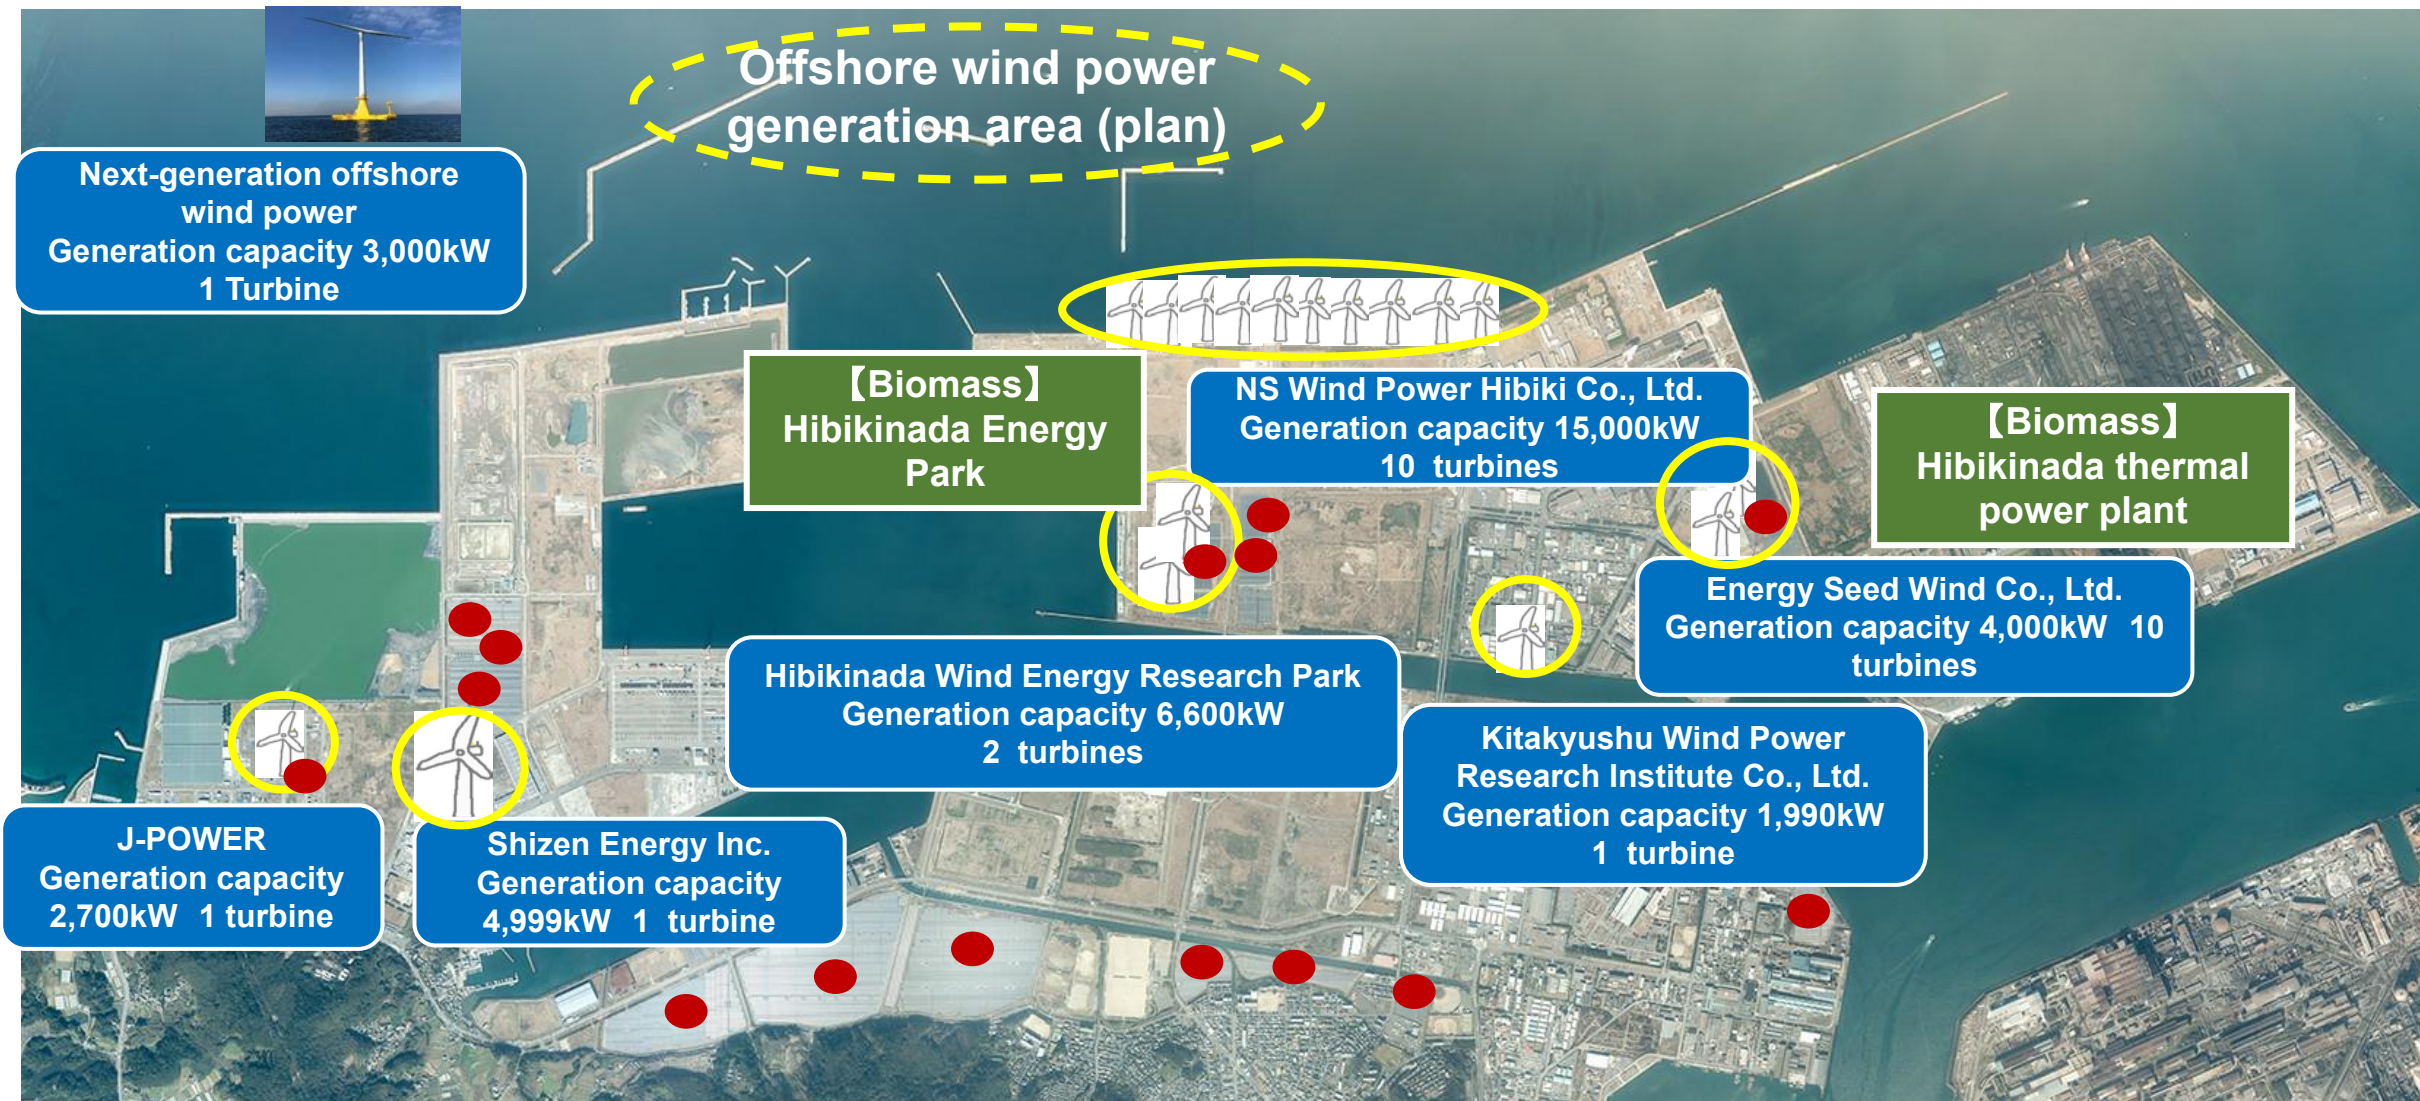 Offshore wind power
generation area (plan)
Next-generation offshore
wind power
Generation capacity 3,000kW
1 Turbine
【Biomass】
Hibikinada Energy
Park
NS Wind Power Hibiki Co., Ltd.
Generation capacity 15,000kW
10 turbines
【Biomass】
Hibikinada thermal
power plant
Energy Seed Wind Co., Ltd.
Generation capacity 4,000kW 10
turbines
Hibikinada Wind Energy Research Park
Generation capacity 6,600kW
2 turbines
Kitakyushu Wind Power
Research Institute Co., Ltd.
Generation capacity 1,990kW
1 turbine
J-POWER
Generation capacity
2,700kW 1 turbine
Shizen Energy Inc.
Generation capacity
4,999kW 1 turbine